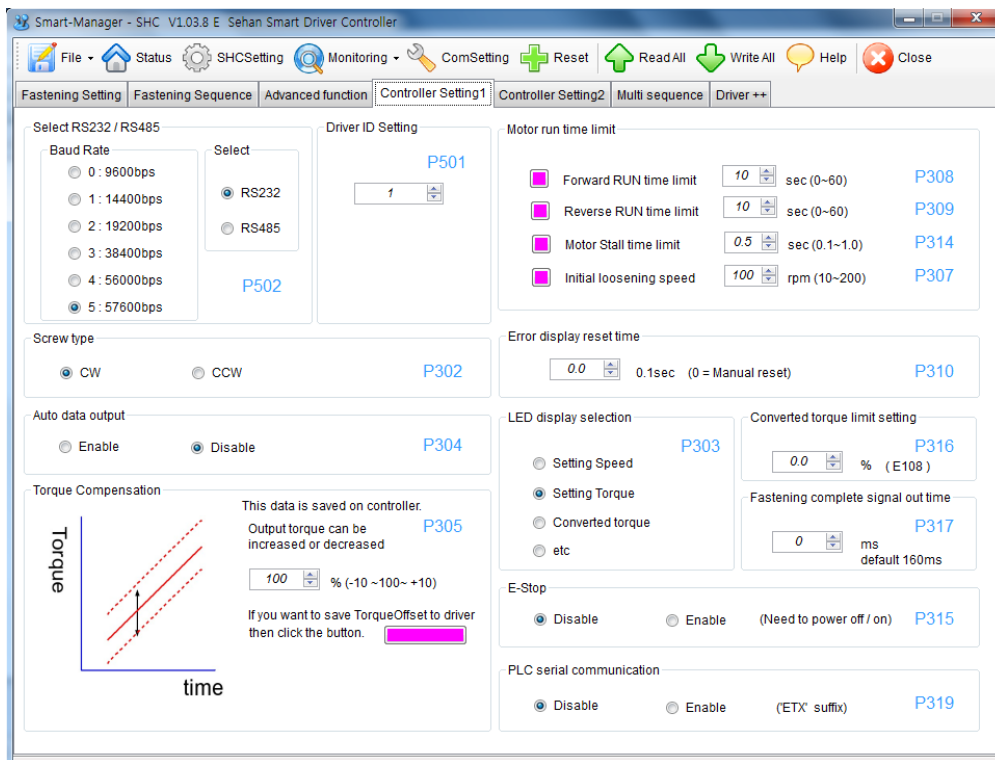 Smart-Manager - SHC V1.03.8 E Sehan Smart Driver Controller
File Status SHCSetting Monitoring ComSetting Reset Read All Write All Help Close
Fastening Setting Fastening Sequence Advanced function Controller Setting1 Controller Setting2 Multi sequence Driver ++
Select RS232 / RS485
Baud Rate
0 : 9600bps
1 : 14400bps
2 : 19200bps
3 : 38400bps
4 : 56000bps
5 : 57600bps
Select
RS232
RS485
P502
Driver ID Setting
P501
1
Motor run time limit
Forward RUN time limit 10 sec (0~60) P308
Reverse RUN time limit 10 sec (0~60) P309
Motor Stall time limit 0.5 sec (0.1~1.0) P314
Initial loosening speed 100 rpm (10~200) P307
Screw type
CW CCW P302
Error display reset time
0.0 0.1sec (0 = Manual reset) P310
Auto data output
Enable Disable P304
LED display selection
P303
Setting Speed
Setting Torque
Converted torque
etc
Converted torque limit setting
P316
0.0 % ( E108 )
Fastening complete signal out time
P317
0 ms
default 160ms
Torque Compensation
This data is saved on controller.
Output torque can be
increased or decreased
P305
100 % (-10 ~100~ +10)
If you want to save TorqueOffset to driver
then click the button.
Torque
time
E-Stop
Disable Enable (Need to power off / on) P315
PLC serial communication
Disable Enable ('ETX' suffix) P319